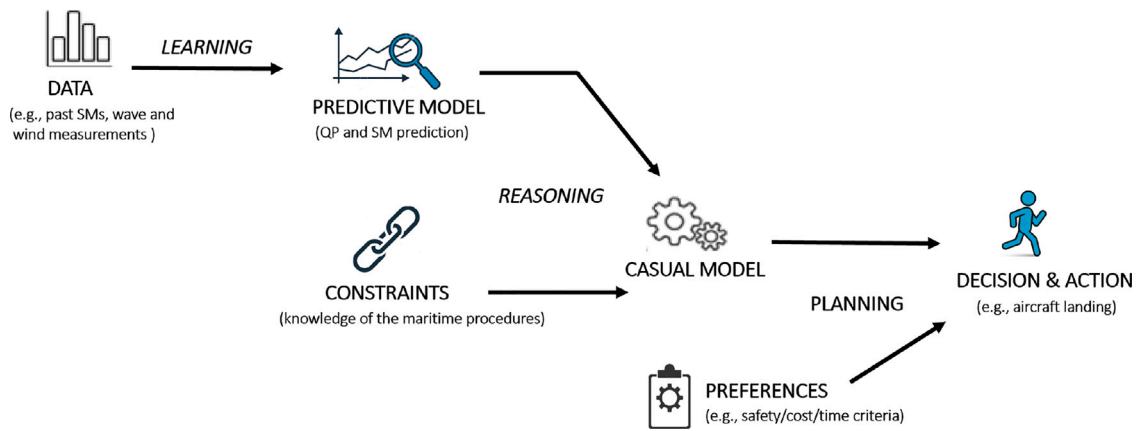 LEARNING
DATA
(e.g., past SMs, wave and
wind measurements )
PREDICTIVE MODEL
(QP and SM prediction)
REASONING
CONSTRAINTS
(knowledge of the maritime procedures)
CASUAL MODEL
PLANNING
DECISION & ACTION
(e.g., aircraft landing)
PREFERENCES
(e.g., safety/cost/time criteria)